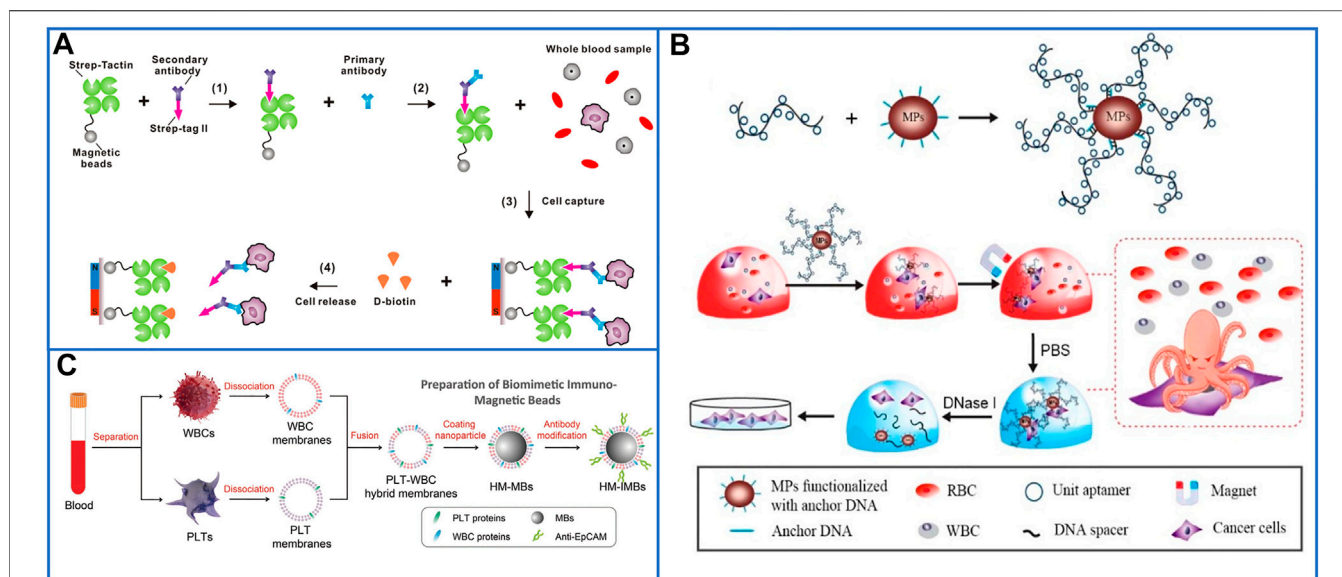 A
Strep-Tactin
Secondary
antibody
Strep-tag II
Magnetic
beads
+
(1)
+
Primary
antibody
(2)
+
Whole blood sample
(3)
Cell capture
+
D-biotin
(4)
Cell release
N
S
B
+
MPs
MPs
MPs
PBS
DNase I
MPs functionalized
with anchor DNA
RBC
Unit aptamer
Magnet
Anchor DNA
WBC
DNA spacer
Cancer cells
C
Preparation of Biomimetic Immuno-
Magnetic Beads
Blood
Separation
WBCs
Dissociation
WBC
membranes
PLTs
Dissociation
PLT
membranes
Fusion
PLT-WBC
hybrid membranes
Coating
nanoparticle
HM-MBs
Antibody
modification
HM-IMBs
PLT proteins
MBs
WBC proteins
Anti-EpCAM